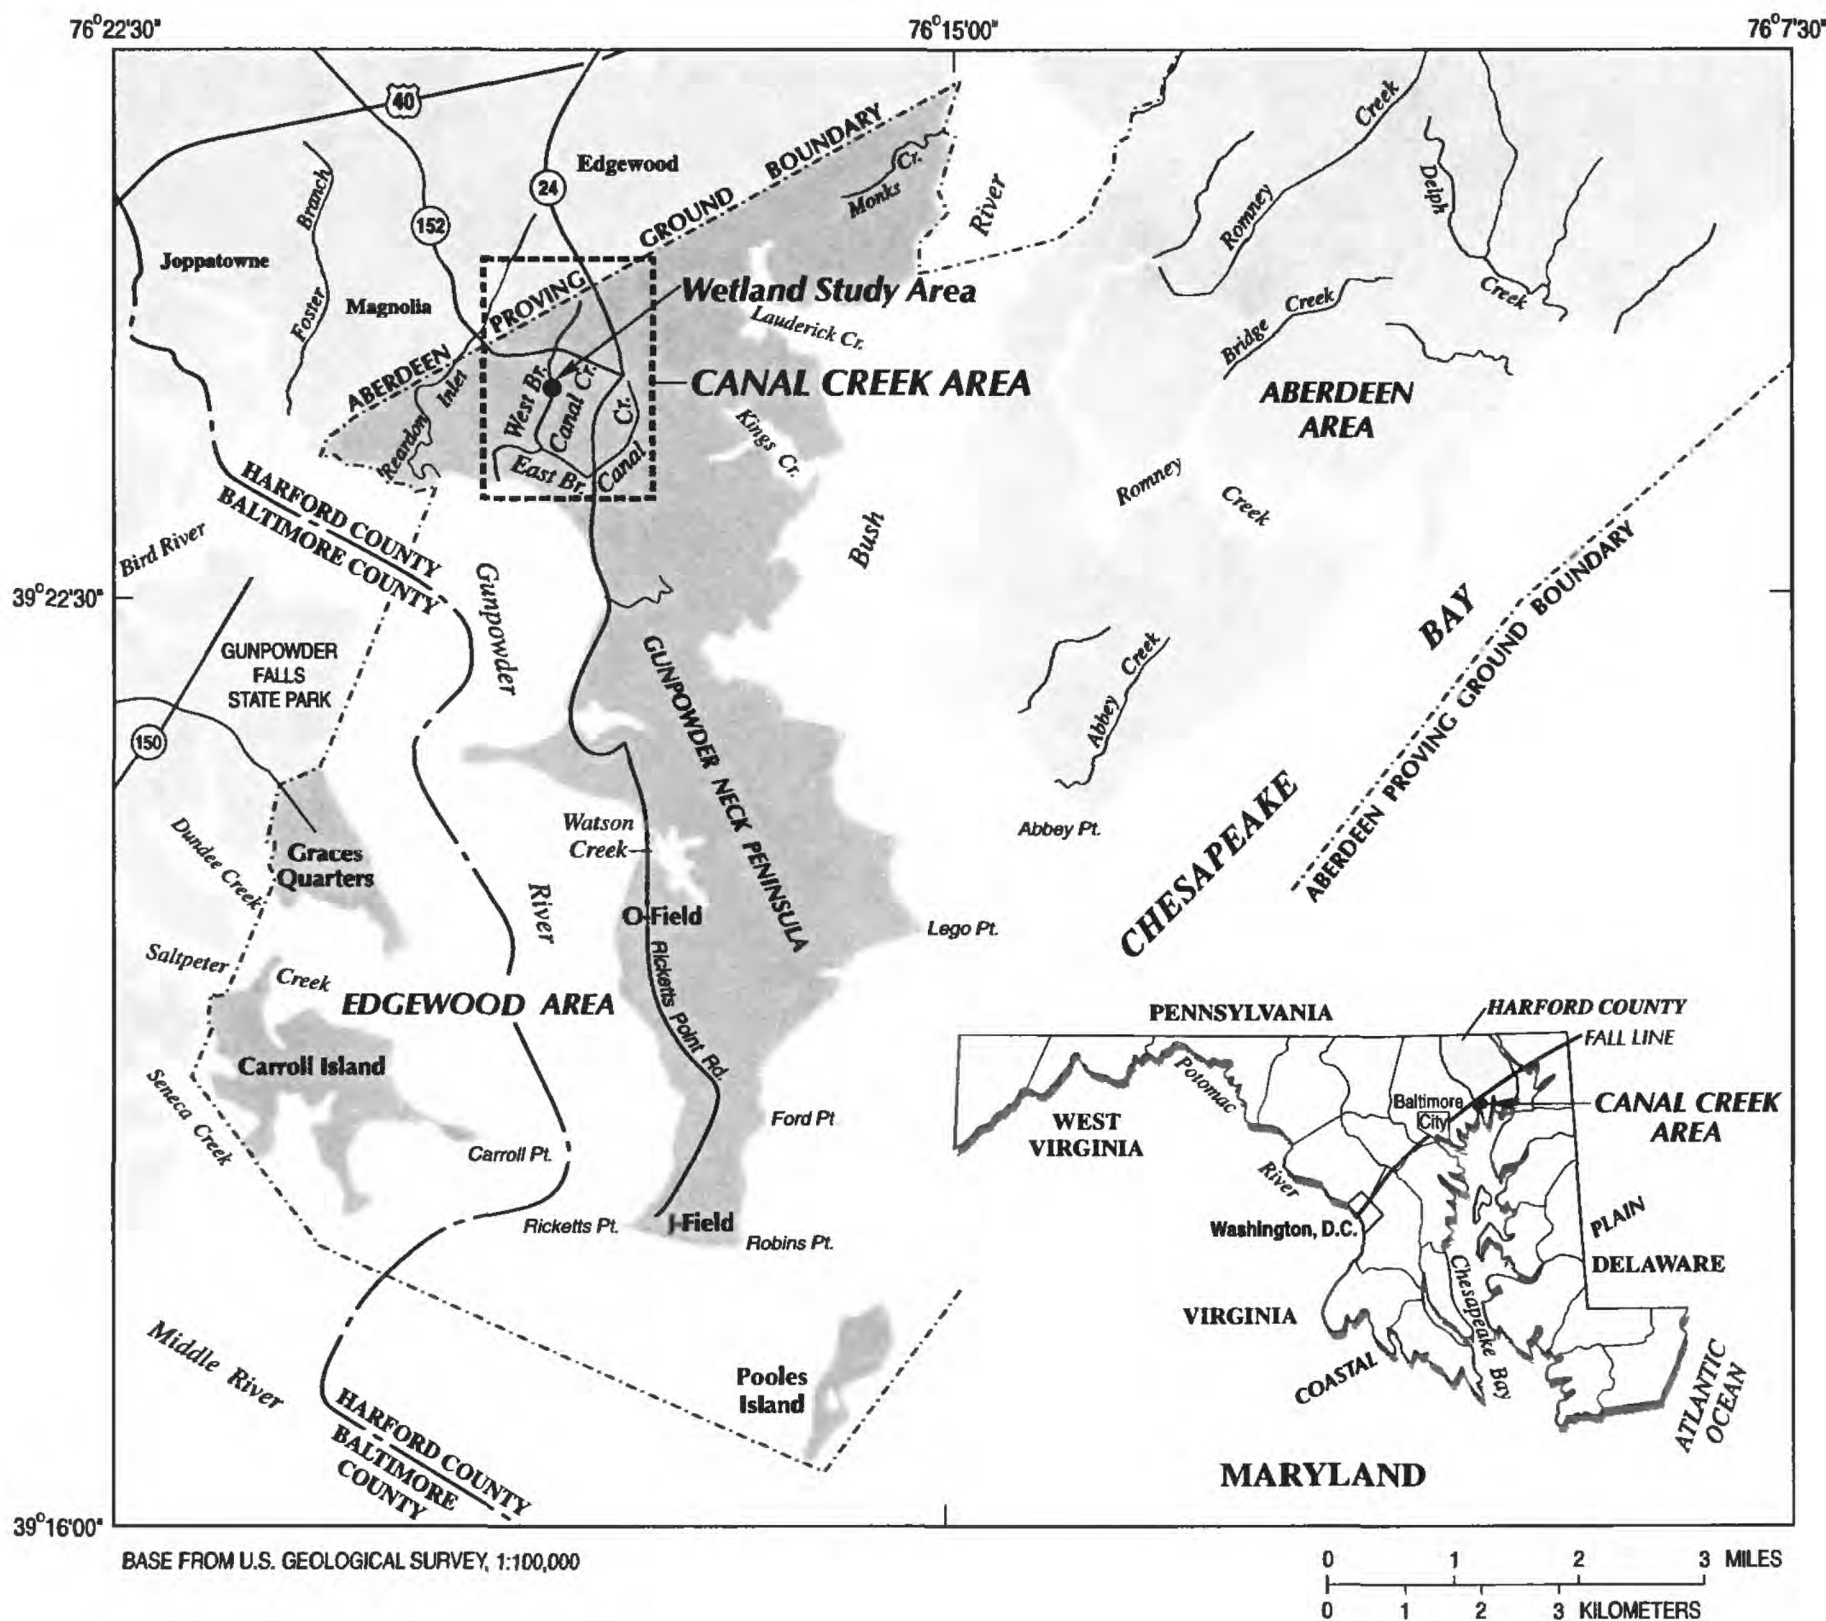 76°22'30"
76°15'00"
76°7'30"
40
Edgewood
24
152
Branch
Foster
Joppatowne
Magnolia
ABERDEEN PROVING GROUND BOUNDARY
Monks Cr.
River
Romney Creek
Delph Creek
Wetland Study Area
Lauderick Cr.
Bridge Creek
Reardon Inlet
West Br.
Canal Cr.
Cr.
Canal
East Br.
CANAL CREEK AREA
Kings Cr.
ABERDEEN
AREA
Romney Creek
HARFORD COUNTY
BALTIMORE COUNTY
Bird River
Bush
39°22'30"
Gunpowder
GUNPOWDER
FALLS
STATE PARK
150
GUNPOWDER NECK PENINSULA
Abbey Creek
BAY
ABERDEEN PROVING GROUND BOUNDARY
Watson
Creek
Abbey Pt.
CHESAPEAKE
Dundee Creek
Graces
Quarters
River
O-Field
Lego Pt.
Saltpeter Creek
EDGEWOOD AREA
Ricketts Point Rd.
Carroll Island
Seneca Creek
Ford Pt
Carroll Pt.
Ricketts Pt.
J-Field
Robins Pt.
Middle River
Pooles
Island
HARFORD COUNTY
BALTIMORE
COUNTY
PENNSYLVANIA
HARFORD COUNTY
FALL LINE
Potomac
Baltimore
City
CANAL CREEK
AREA
WEST
VIRGINIA
River
Washington, D.C.
PLAIN
DELAWARE
Chesapeake Bay
VIRGINIA
COASTAL
ATLANTIC
OCEAN
MARYLAND
39°16'00"
BASE FROM U.S. GEOLOGICAL SURVEY, 1:100,000
0 1 2 3 MILES
0 1 2 3 KILOMETERS